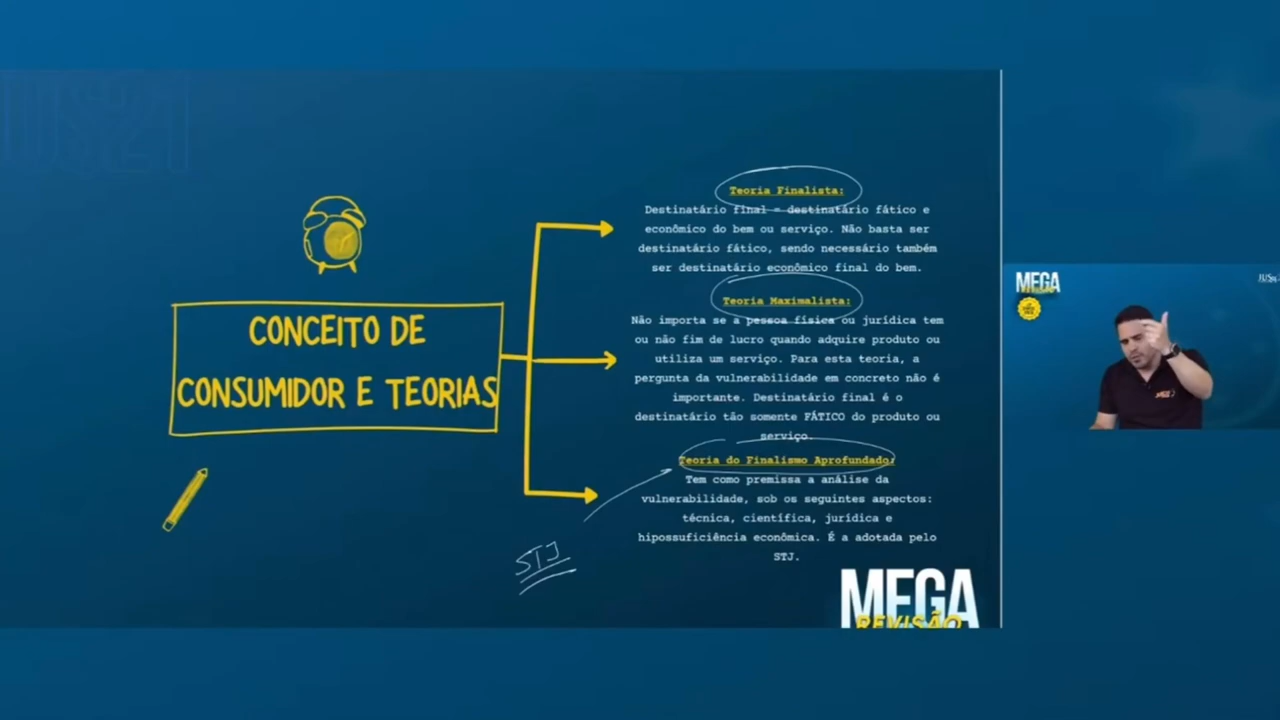 JUS21
CONCEITO DE
CONSUMIDOR E TEORIAS
Teoria Finalista:
Destinatário final = destinatário fático e
econômico do bem ou serviço. Não basta ser
destinatário fático, sendo necessário também
ser destinatário econômico final do bem.
Teoria Maximalista:
Não importa se a pessoa física ou jurídica tem
ou não fim de lucro quando adquire produto ou
utiliza um serviço. Para esta teoria, a
pergunta da vulnerabilidade em concreto não é
importante. Destinatário final é o
destinatário tão somente FÁTICO do produto ou
serviço.
Teoria do Finalismo Aprofundado:
Tem como premissa a análise da
vulnerabilidade, sob os seguintes aspectos:
técnica, científica, jurídica e
hipossuficiência econômica. É a adotada pelo
STJ.
STJ
MEGA
REVISÃO
MEGA
REVISÃO